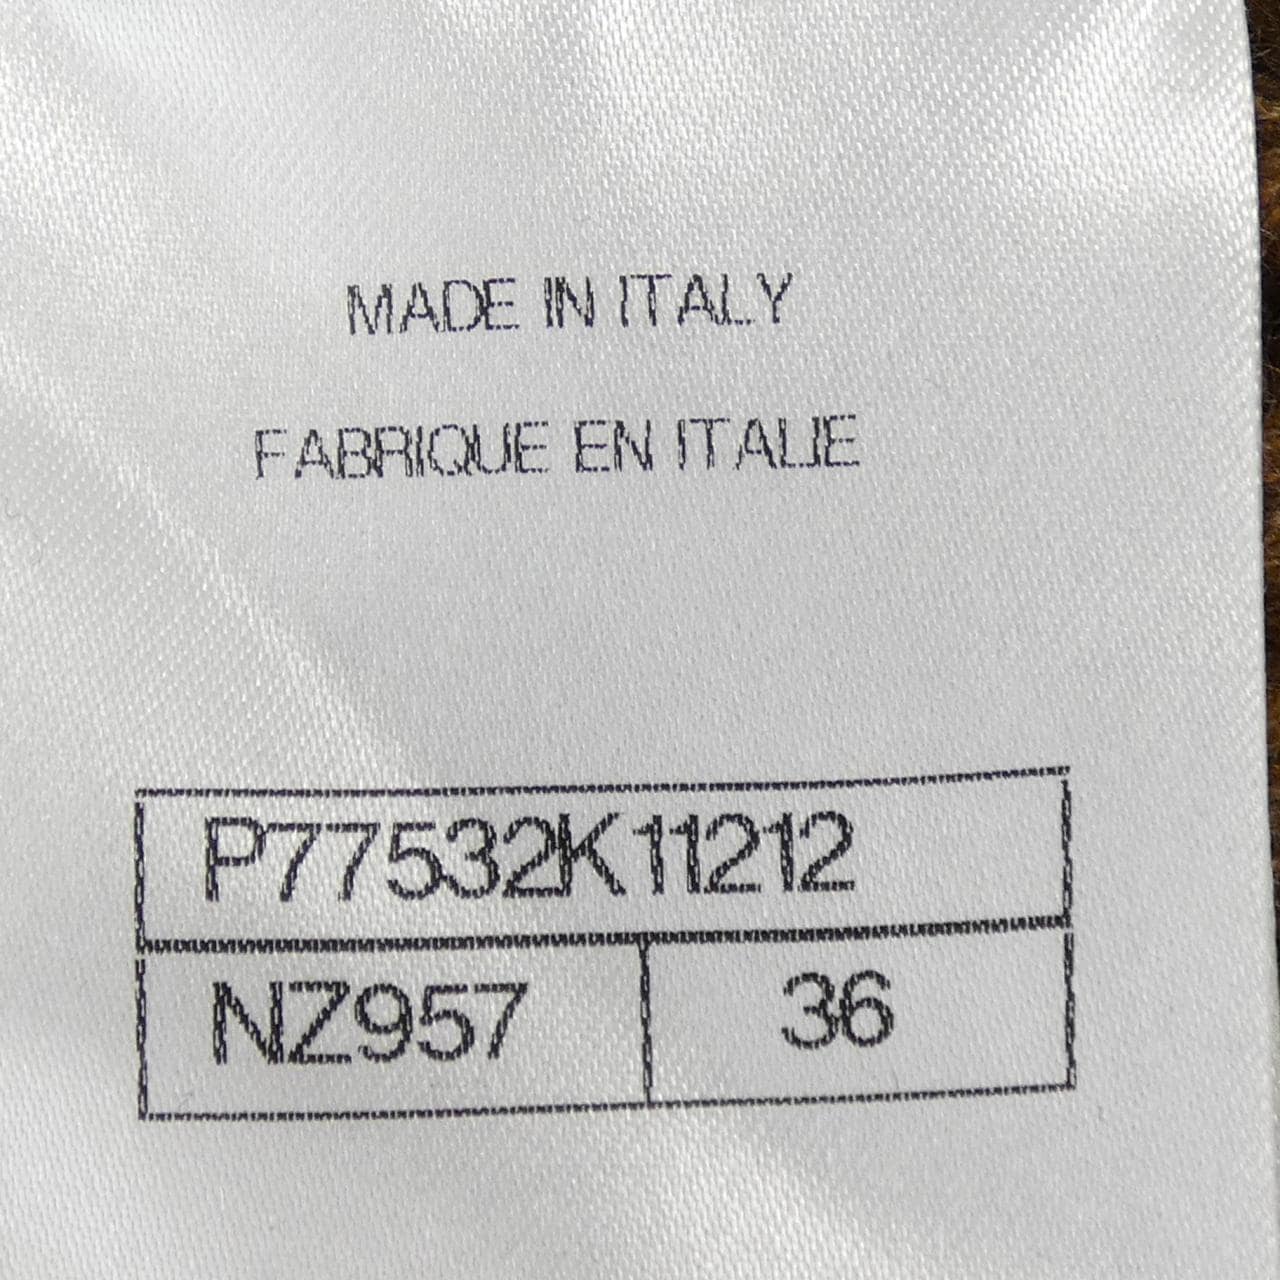 MADE IN ITALY
FABRIQUE EN ITALIE
P77532K11212
NZ957 36